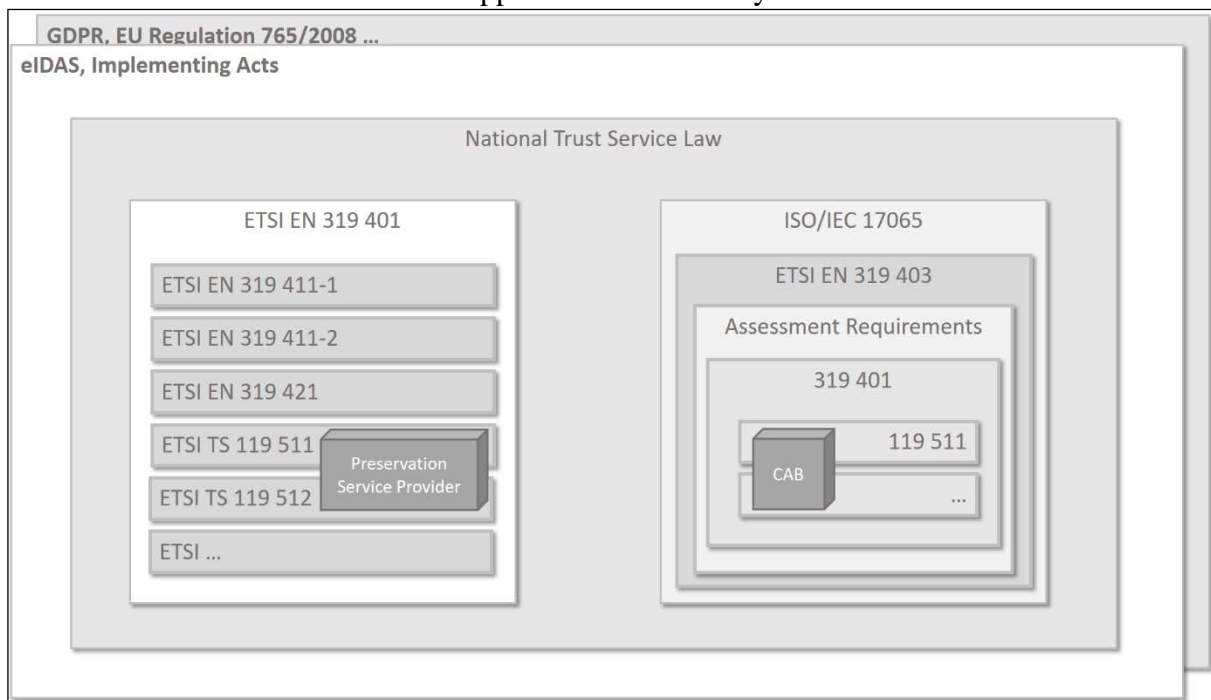 GDPR, EU Regulation 765/2008 ...
eIDAS, Implementing Acts
National Trust Service Law
ETSI EN 319 401
ETSI EN 319 411-1
ETSI EN 319 411-2
ETSI EN 319 421
ETSI TS 119 511
ETSI TS 119 512
Preservation
Service Provider
ETSI ...
ISO/IEC 17065
ETSI EN 319 403
Assessment Requirements
319 401
119 511
CAB
...